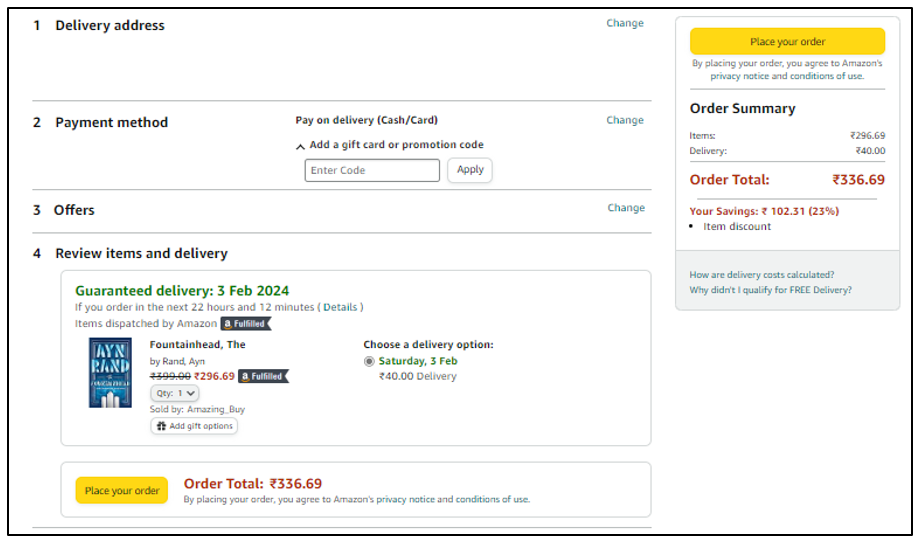 1 Delivery address Change
2 Payment method Pay on delivery (Cash/Card) Change
Add a gift card or promotion code
Enter Code Apply
3 Offers Change
4 Review items and delivery
Guaranteed delivery: 3 Feb 2024
If you order in the next 22 hours and 12 minutes ( Details )
Items dispatched by Amazon a Fulfilled
AYN
RAND
Fountainhead, The
by Rand, Ayn
₹399.00 ₹296.69 a Fulfilled
Qty: 1
Sold by: Amazing_Buy
Add gift options
Choose a delivery option:
Saturday, 3 Feb
₹40.00 Delivery
Place your order
Order Total: ₹336.69
By placing your order, you agree to Amazon's privacy notice and conditions of use.
Place your order
By placing your order, you agree to Amazon's
privacy notice and conditions of use.
Order Summary
Items: ₹296.69
Delivery: ₹40.00
Order Total: ₹336.69
Your Savings: ₹ 102.31 (23%)
• Item discount
How are delivery costs calculated?
Why didn't I qualify for FREE Delivery?